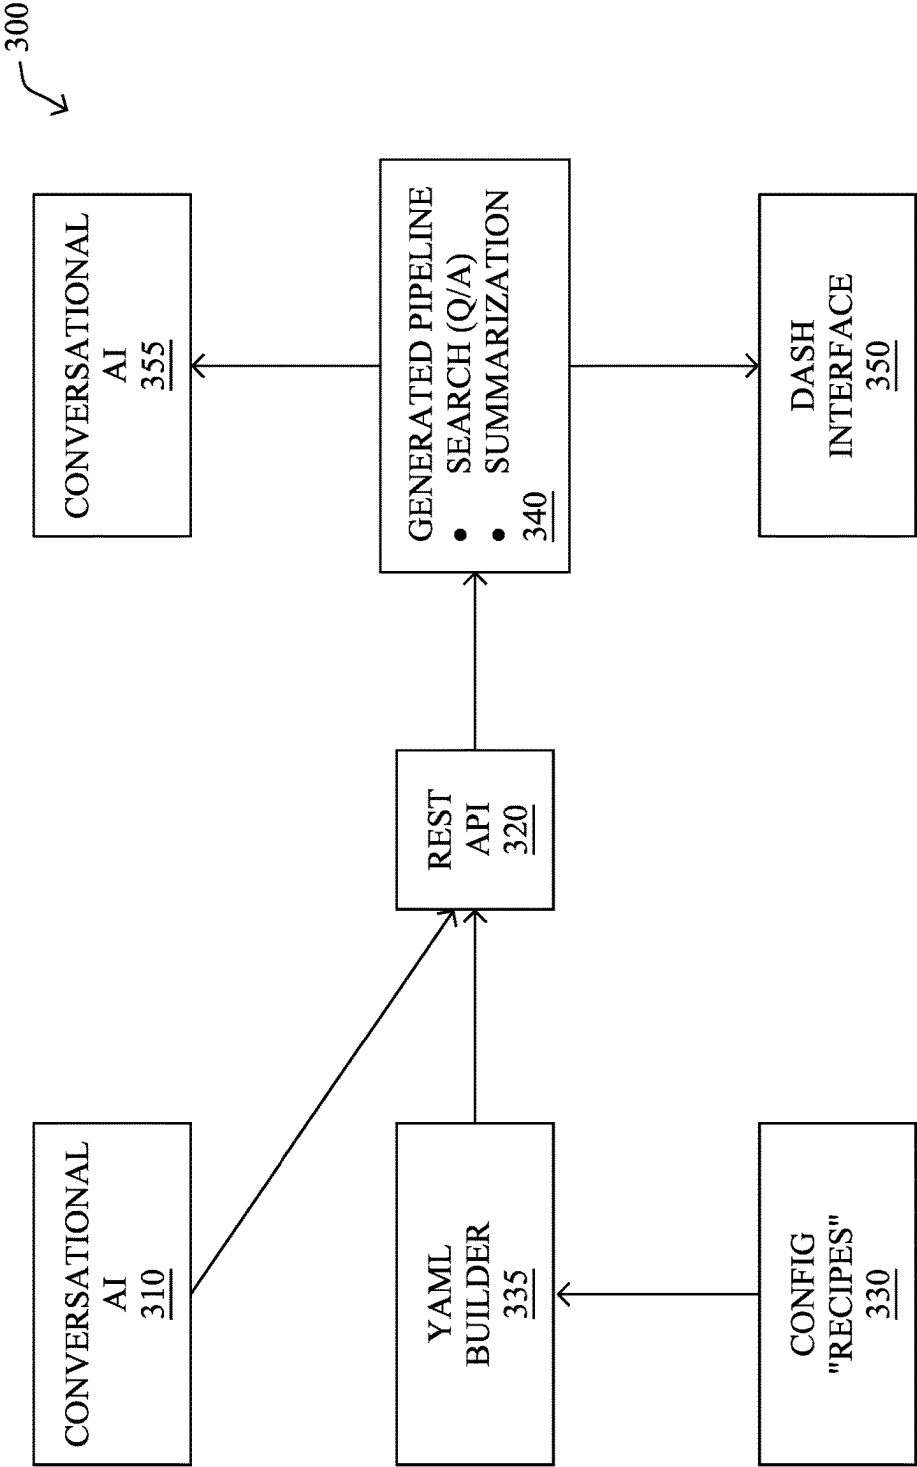 300
CONVERSATIONAL
AI
310
CONVERSATIONAL
AI
355
YAML
BUILDER
335
REST
API
320
GENERATED PIPELINE
• SEARCH (Q/A)
• SUMMARIZATION
340
CONFIG
"RECIPES"
330
DASH
INTERFACE
350